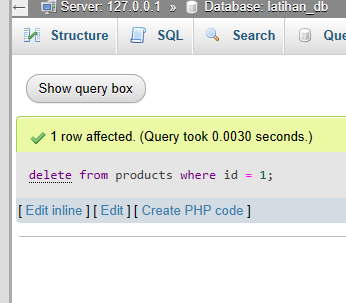 ← Server: 127.0.0.1 » Database: latihan_db
Structure SQL Search
Show query box
1 row affected. (Query took 0.0030 seconds.)
delete from products where id = 1;
[ Edit inline ] [ Edit ] [ Create PHP code ]